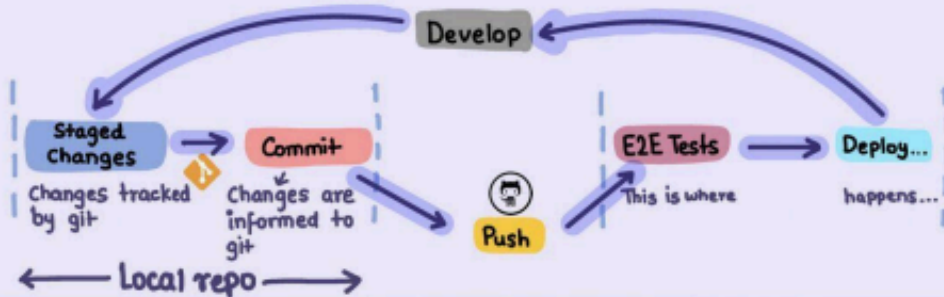 Develop
Staged
Changes
Commit
E2E Tests
Deploy...
Changes tracked
by git
Changes are
informed to
git
This is where
happens...
Push
Local repo